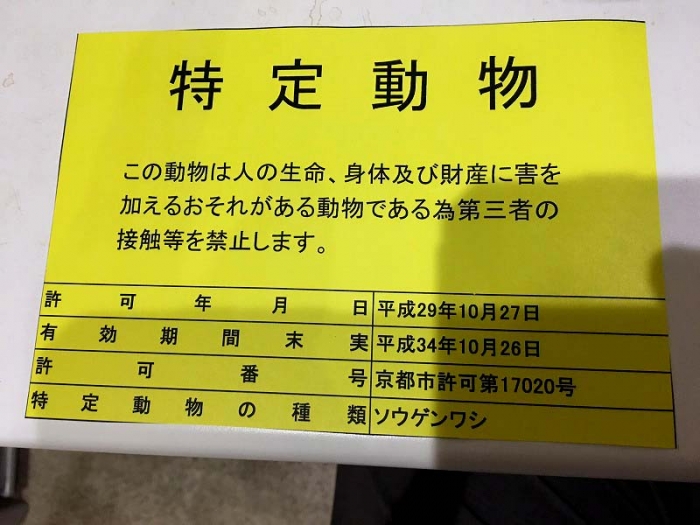 特定動物
この動物は人の生命、身体及び財産に害を
加えるおそれがある動物である為第三者の
接触等を禁止します。
許可年月日 平成29年10月27日
有効期間末実 平成34年10月26日
許可番号 京都市許可第17020号
特定動物の種類 ソウゲンワシ